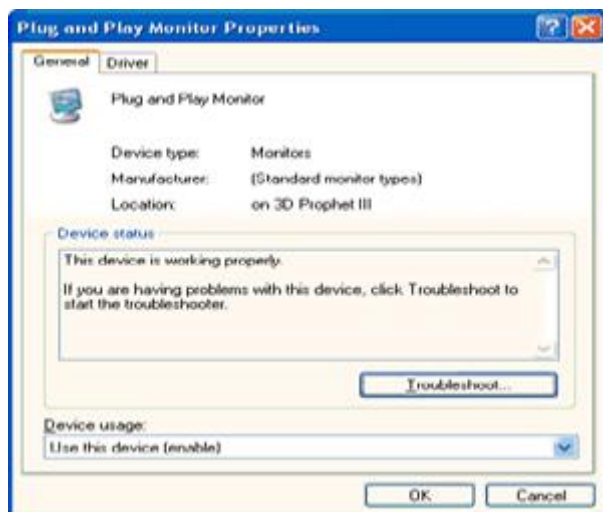 Plug and Play Monitor Properties
General Driver
Plug and Play Monitor
Device type: Monitors
Manufacturer: (Standard monitor types)
Location: on 3D Prophet III
Device status
This device is working properly.
If you are having problems with this device, click Troubleshoot to
start the troubleshooter.
Troubleshoot...
Device usage:
Use this device (enable)
OK Cancel